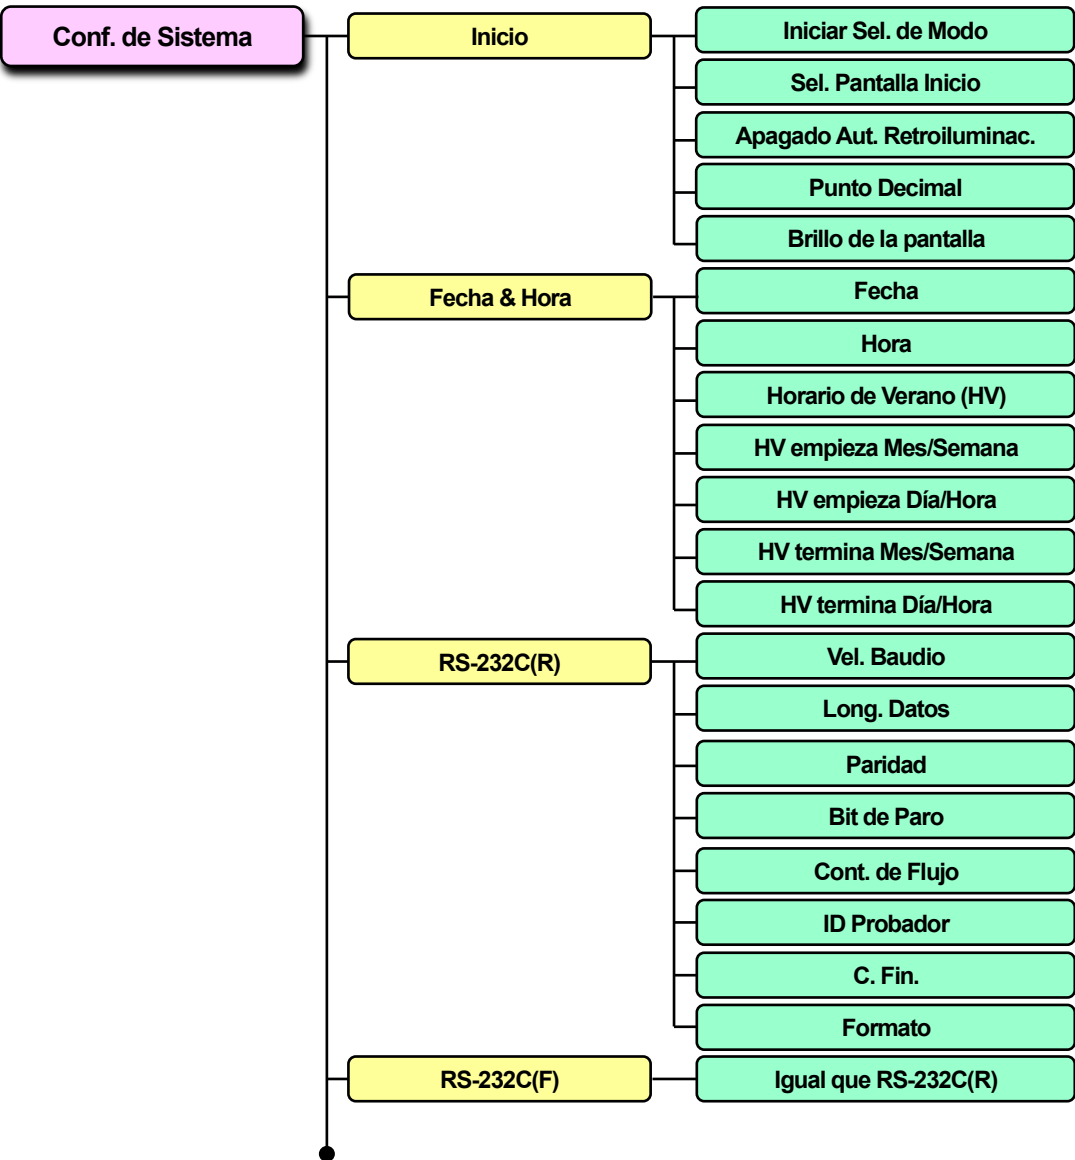 Conf. de Sistema
Inicio
Iniciar Sel. de Modo
Sel. Pantalla Inicio
Apagado Aut. Retroiluminac.
Punto Decimal
Brillo de la pantalla
Fecha & Hora
Fecha
Hora
Horario de Verano (HV)
HV empieza Mes/Semana
HV empieza Día/Hora
HV termina Mes/Semana
HV termina Día/Hora
RS-232C(R)
Vel. Baudio
Long. Datos
Paridad
Bit de Paro
Cont. de Flujo
ID Probador
C. Fin.
Formato
RS-232C(F)
Igual que RS-232C(R)